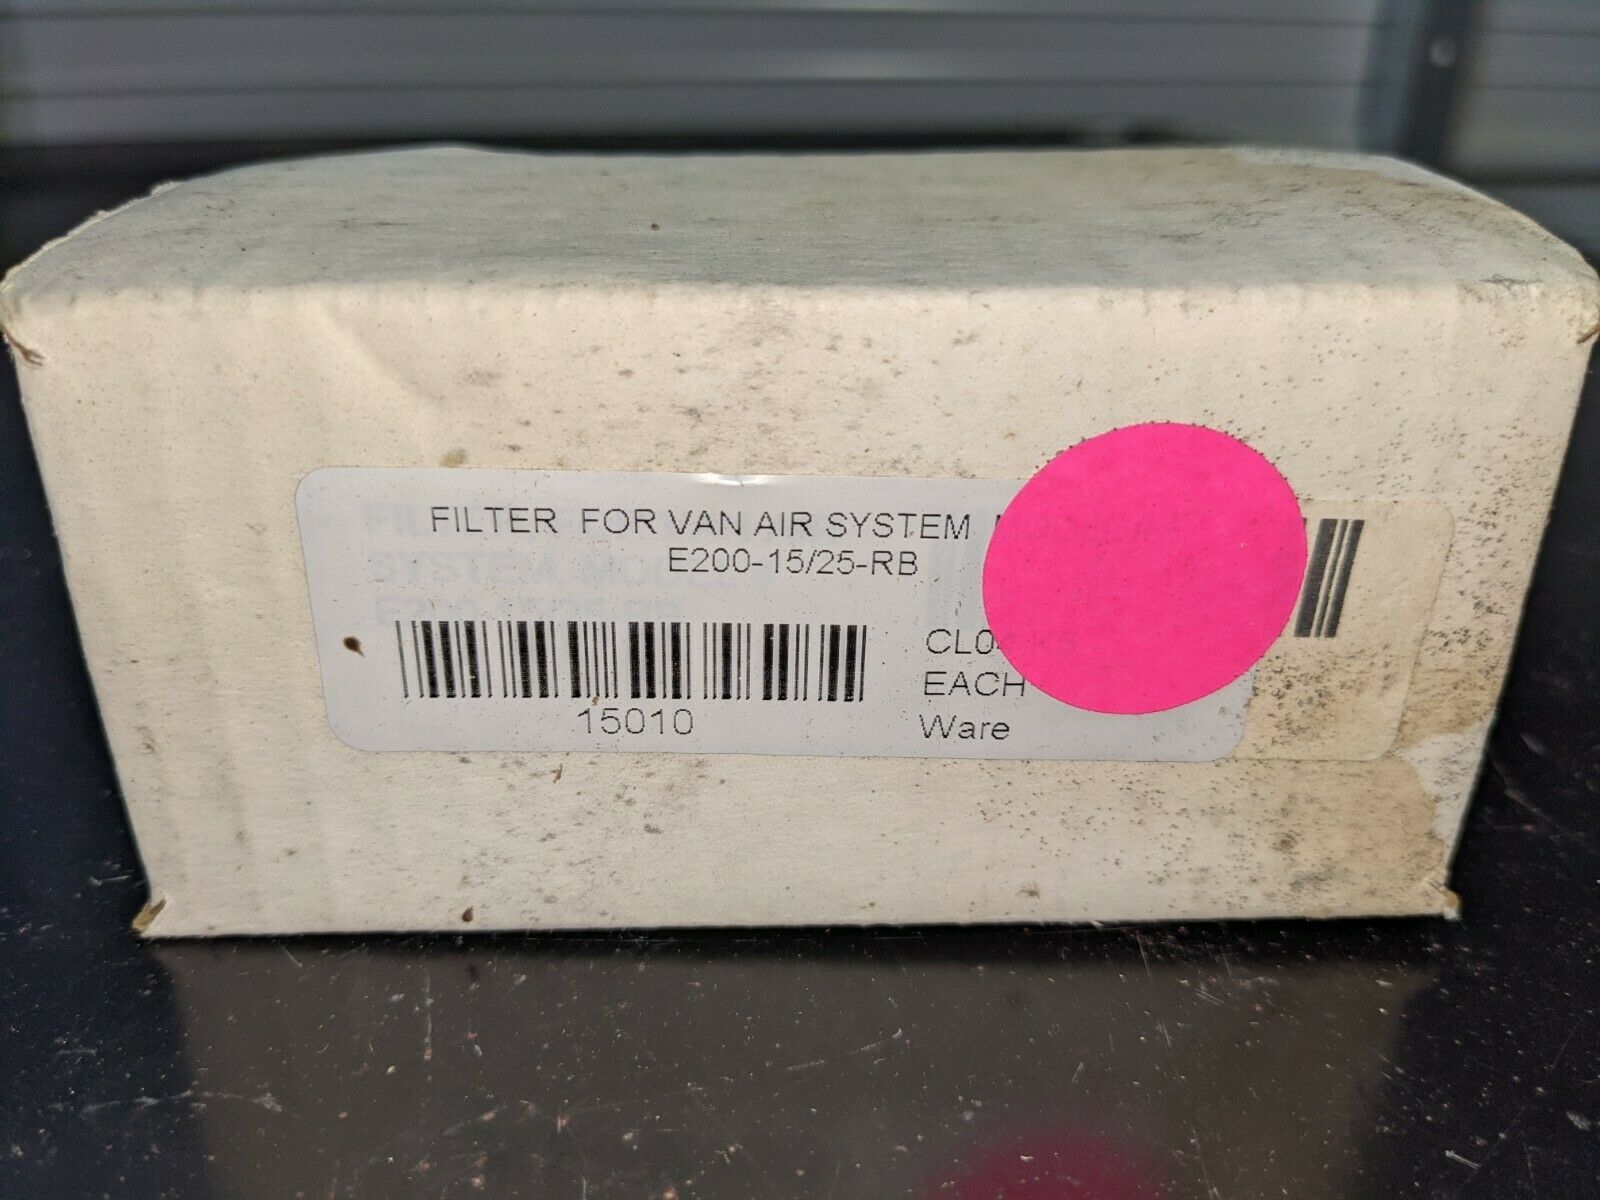 FILTER FOR VAN AIR SYSTEM
E200-15/25-RB
EACH
15010
Ware